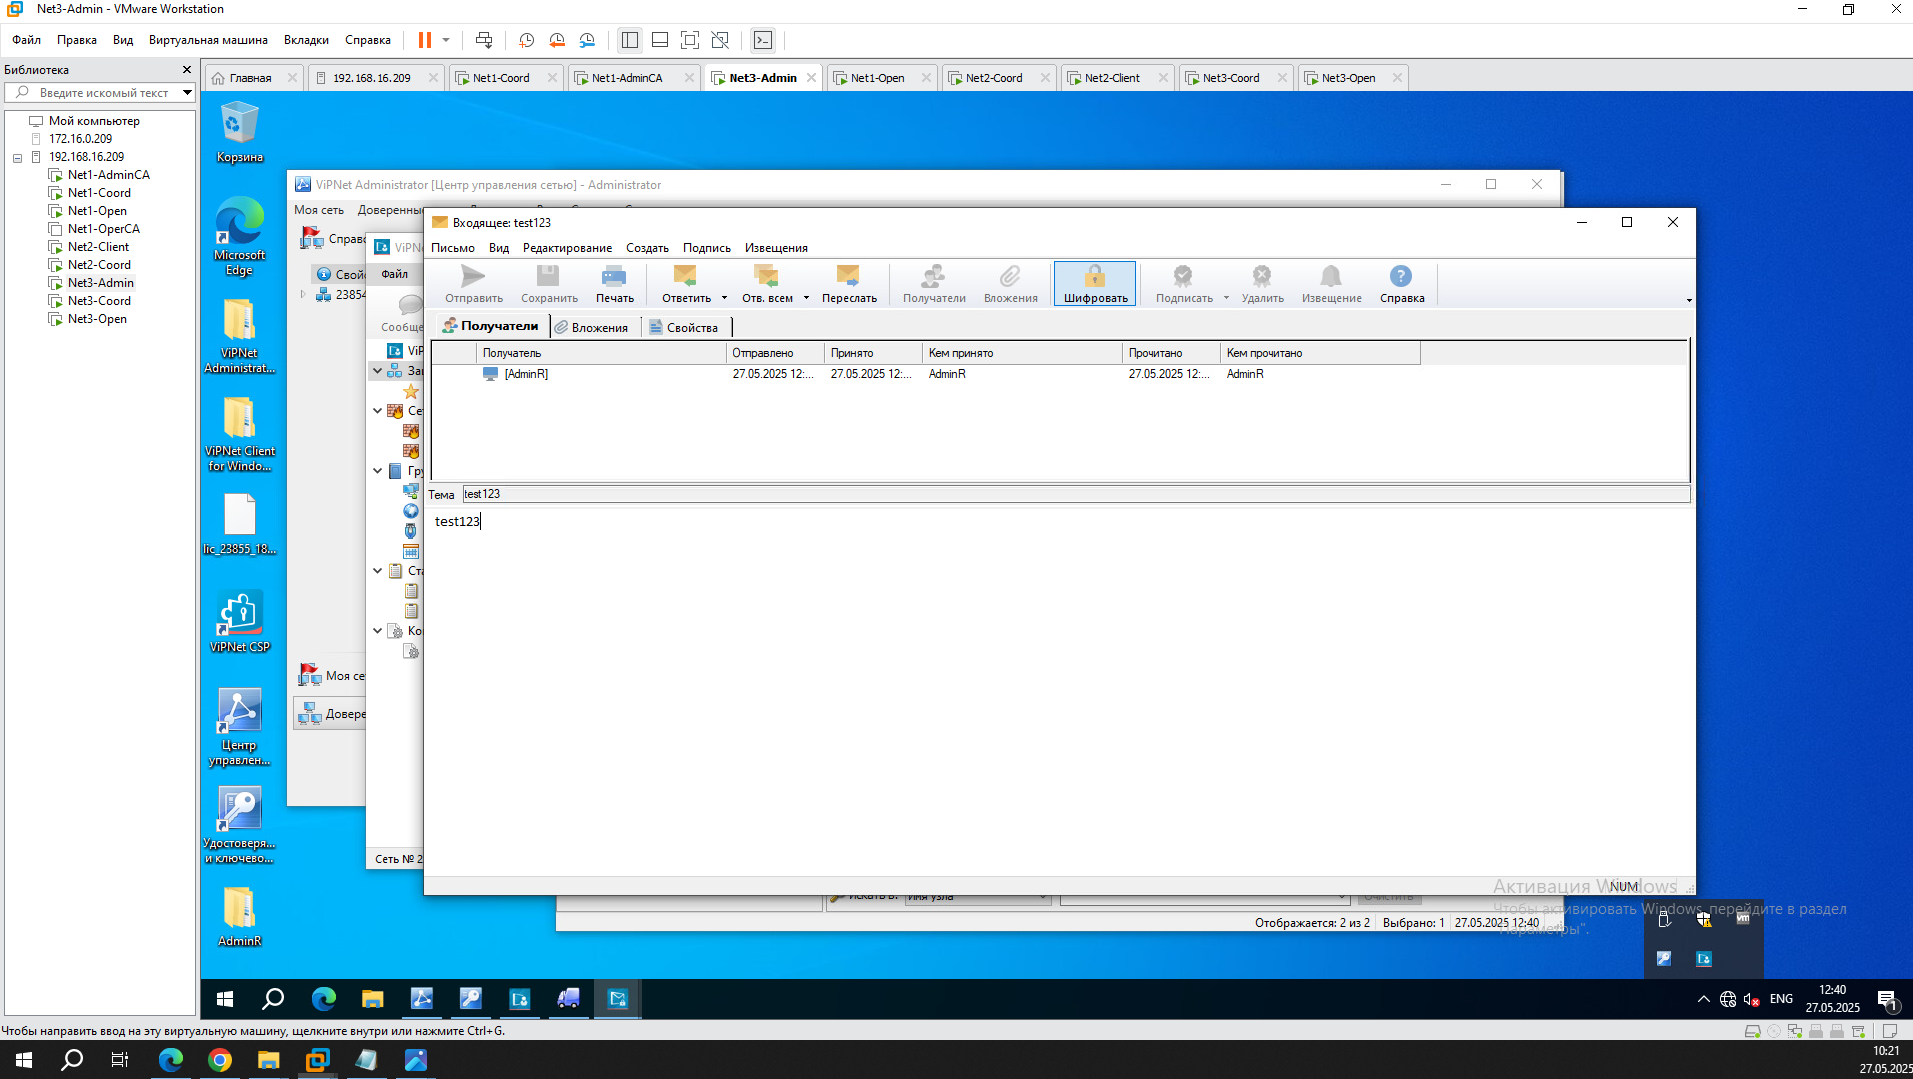 Net3-Admin - VMware Workstation
Файл Правка Вид Виртуальная машина Вкладки Справка
Библиотека
Введите искомый текст
Мой компьютер
172.16.0.209
192.168.16.209
Net1-AdminCA
Net1-Coord
Net1-Open
Net1-OperCA
Net2-Client
Net2-Coord
Net3-Admin
Net3-Coord
Net3-Open
Главная 192.168.16.209 Net1-Coord Net1-AdminCA Net3-Admin Net1-Open Net2-Coord Net2-Client Net3-Coord Net3-Open
Корзина
Microsoft
Edge
ViPNet
Administrat...
ViPNet Client
for Windo...
lic_23855_18...
ViPNet CSP
Центр
управлен...
Удостоверя...
и ключево...
AdminR
ViPNet Administrator [Центр управления сетью] - Administrator
Моя сеть Доверенны
Справ
Свой
23854
Моя се
Довере
ViPNe
Файл
Сообще
ViP
За
Се
Гру
Ста
Ко
Сеть № 2
Входящее: test123
Письмо Вид Редактирование Создать Подпись Извещения
Отправить Сохранить Печать Ответить Отв. всем Переслать Получатели Вложения Шифровать Подписать Удалить Извещение Справка
Получатели Вложения Свойства
Получатель Отправлено Принято Кем принято Прочитано Кем прочитано
[AdminR] 27.05.2025 12:... 27.05.2025 12:... AdminR 27.05.2025 12:... AdminR
Тема test123
test123
NUM
Искать в: Имя узла Очистить
Отображается: 2 из 2 Выбрано: 1 27.05.2025 12:40
Активация Windows
Чтобы активировать Windows, перейдите в раздел
"Параметры".
vm
ENG
12:40
27.05.2025
1
Чтобы направить ввод на эту виртуальную машину, щелкните внутри или нажмите Ctrl+G.
10:21
27.05.2025